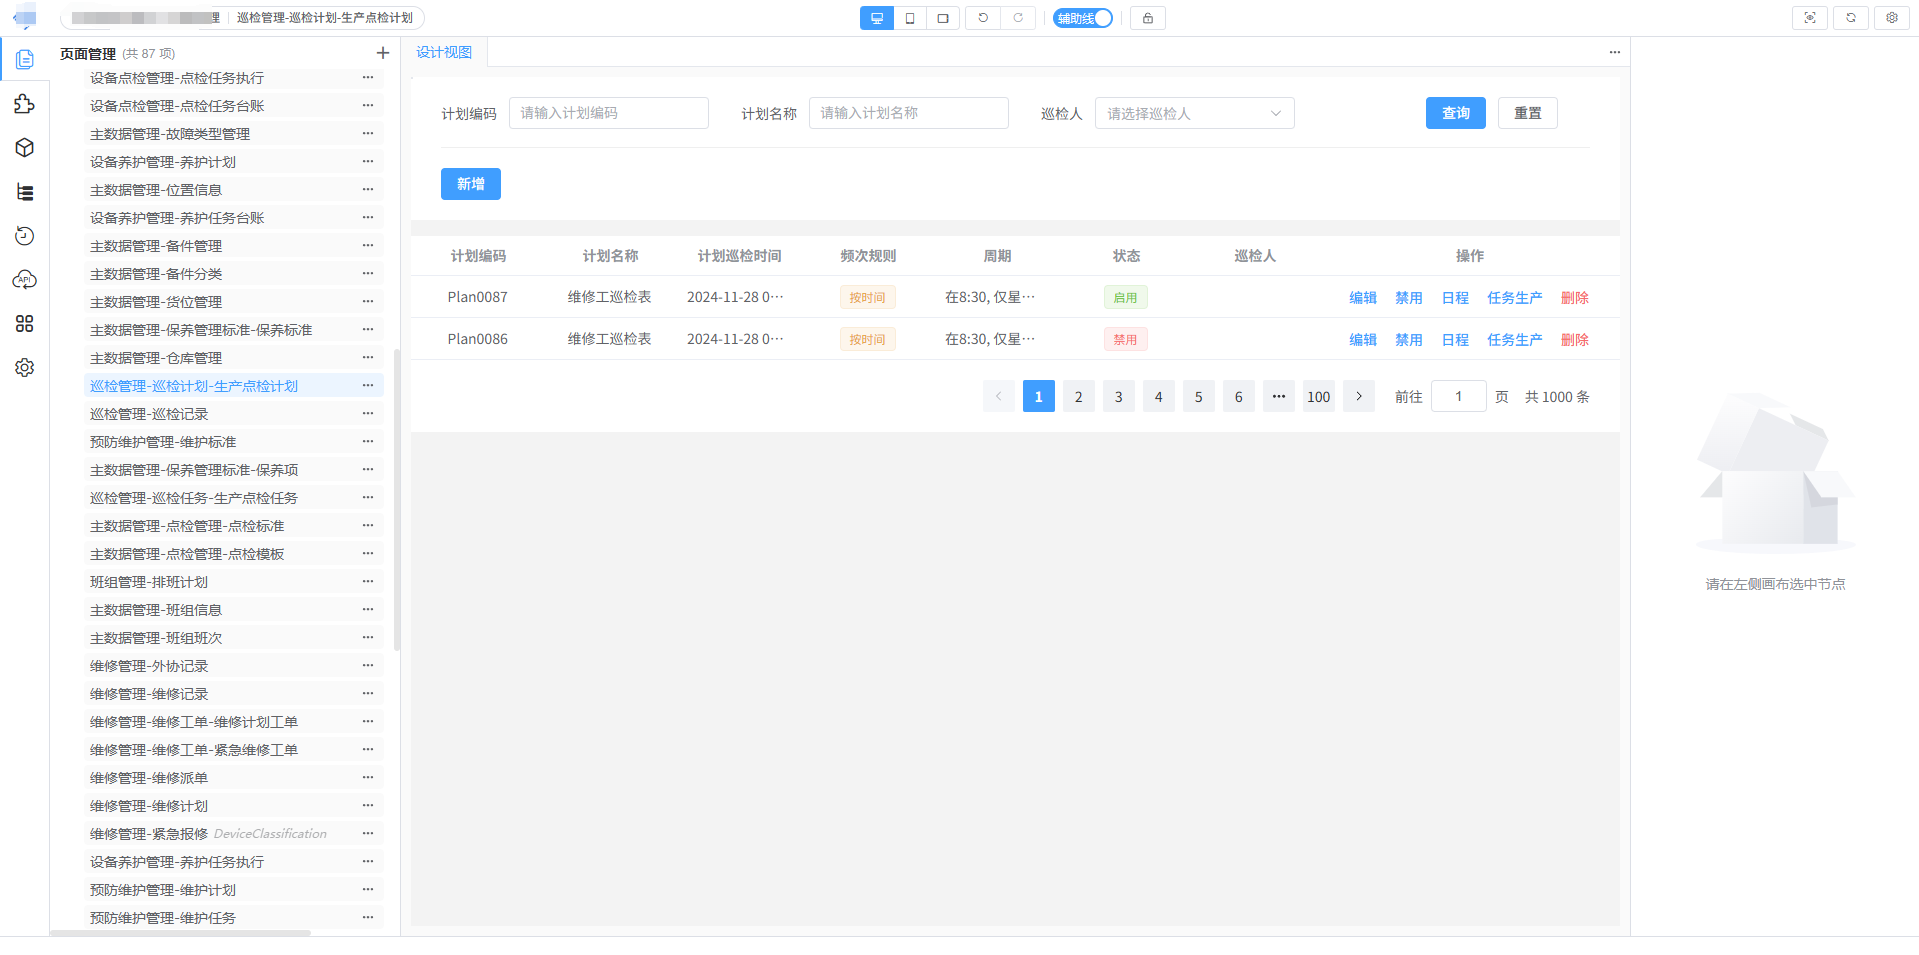 理 巡检管理-巡检计划-生产点检计划
辅助线
页面管理 (共 87 项)
设备点检管理-点检任务执行
设备点检管理-点检任务台账
主数据管理-故障类型管理
设备养护管理-养护计划
主数据管理-位置信息
设备养护管理-养护任务台账
主数据管理-备件管理
主数据管理-备件分类
主数据管理-货位管理
主数据管理-保养管理标准-保养标准
主数据管理-仓库管理
巡检管理-巡检计划-生产点检计划
巡检管理-巡检记录
预防维护管理-维护标准
主数据管理-保养管理标准-保养项
巡检管理-巡检任务-生产点检任务
主数据管理-点检管理-点检标准
主数据管理-点检管理-点检模板
班组管理-排班计划
主数据管理-班组信息
主数据管理-班组班次
维修管理-外协记录
维修管理-维修记录
维修管理-维修工单-维修计划工单
维修管理-维修工单-紧急维修工单
维修管理-维修派单
维修管理-维修计划
维修管理-紧急报修 DeviceClassification
设备养护管理-养护任务执行
预防维护管理-维护计划
预防维护管理-维护任务
API
设计视图
计划编码 请输入计划编码 计划名称 请输入计划名称 巡检人 请选择巡检人 查询 重置
新增
计划编码 计划名称 计划巡检时间 频次规则 周期 状态 巡检人 操作
Plan0087 维修工巡检表 2024-11-28 0… 按时间 在8:30, 仅星… 启用 编辑 禁用 日程 任务生产 删除
Plan0086 维修工巡检表 2024-11-28 0… 按时间 在8:30, 仅星… 禁用 编辑 禁用 日程 任务生产 删除
1 2 3 4 5 6 ••• 100 前往 1 页 共 1000 条
请在左侧画布选中节点